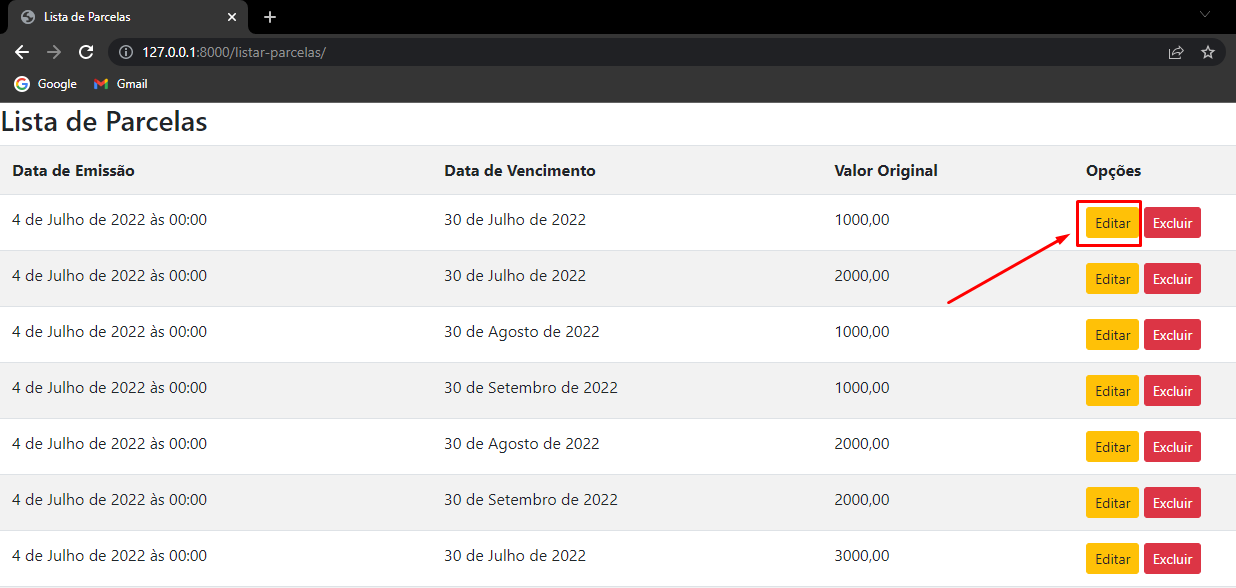 Lista de Parcelas
127.0.0.1:8000/listar-parcelas/
Google Gmail
Lista de Parcelas
Data de Emissão Data de Vencimento Valor Original Opções
4 de Julho de 2022 às 00:00 30 de Julho de 2022 1000,00 Editar Excluir
4 de Julho de 2022 às 00:00 30 de Julho de 2022 2000,00 Editar Excluir
4 de Julho de 2022 às 00:00 30 de Agosto de 2022 1000,00 Editar Excluir
4 de Julho de 2022 às 00:00 30 de Setembro de 2022 1000,00 Editar Excluir
4 de Julho de 2022 às 00:00 30 de Agosto de 2022 2000,00 Editar Excluir
4 de Julho de 2022 às 00:00 30 de Setembro de 2022 2000,00 Editar Excluir
4 de Julho de 2022 às 00:00 30 de Julho de 2022 3000,00 Editar Excluir